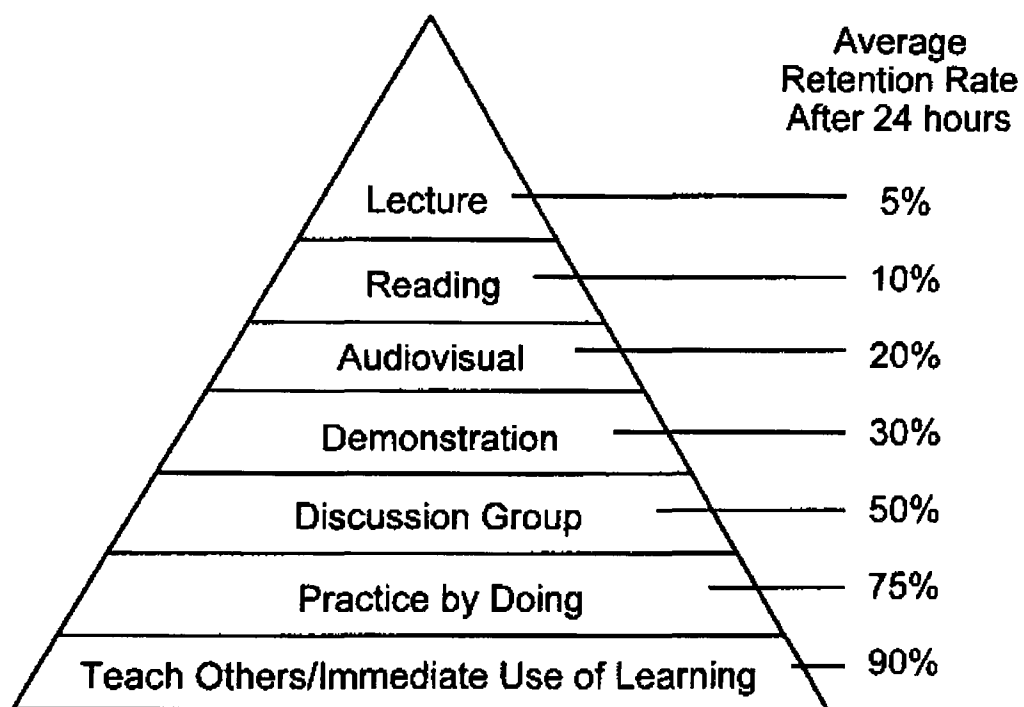 Average
Retention Rate
After 24 hours
Lecture 5%
Reading 10%
Audiovisual 20%
Demonstration 30%
Discussion Group 50%
Practice by Doing 75%
Teach Others/Immediate Use of Learning 90%